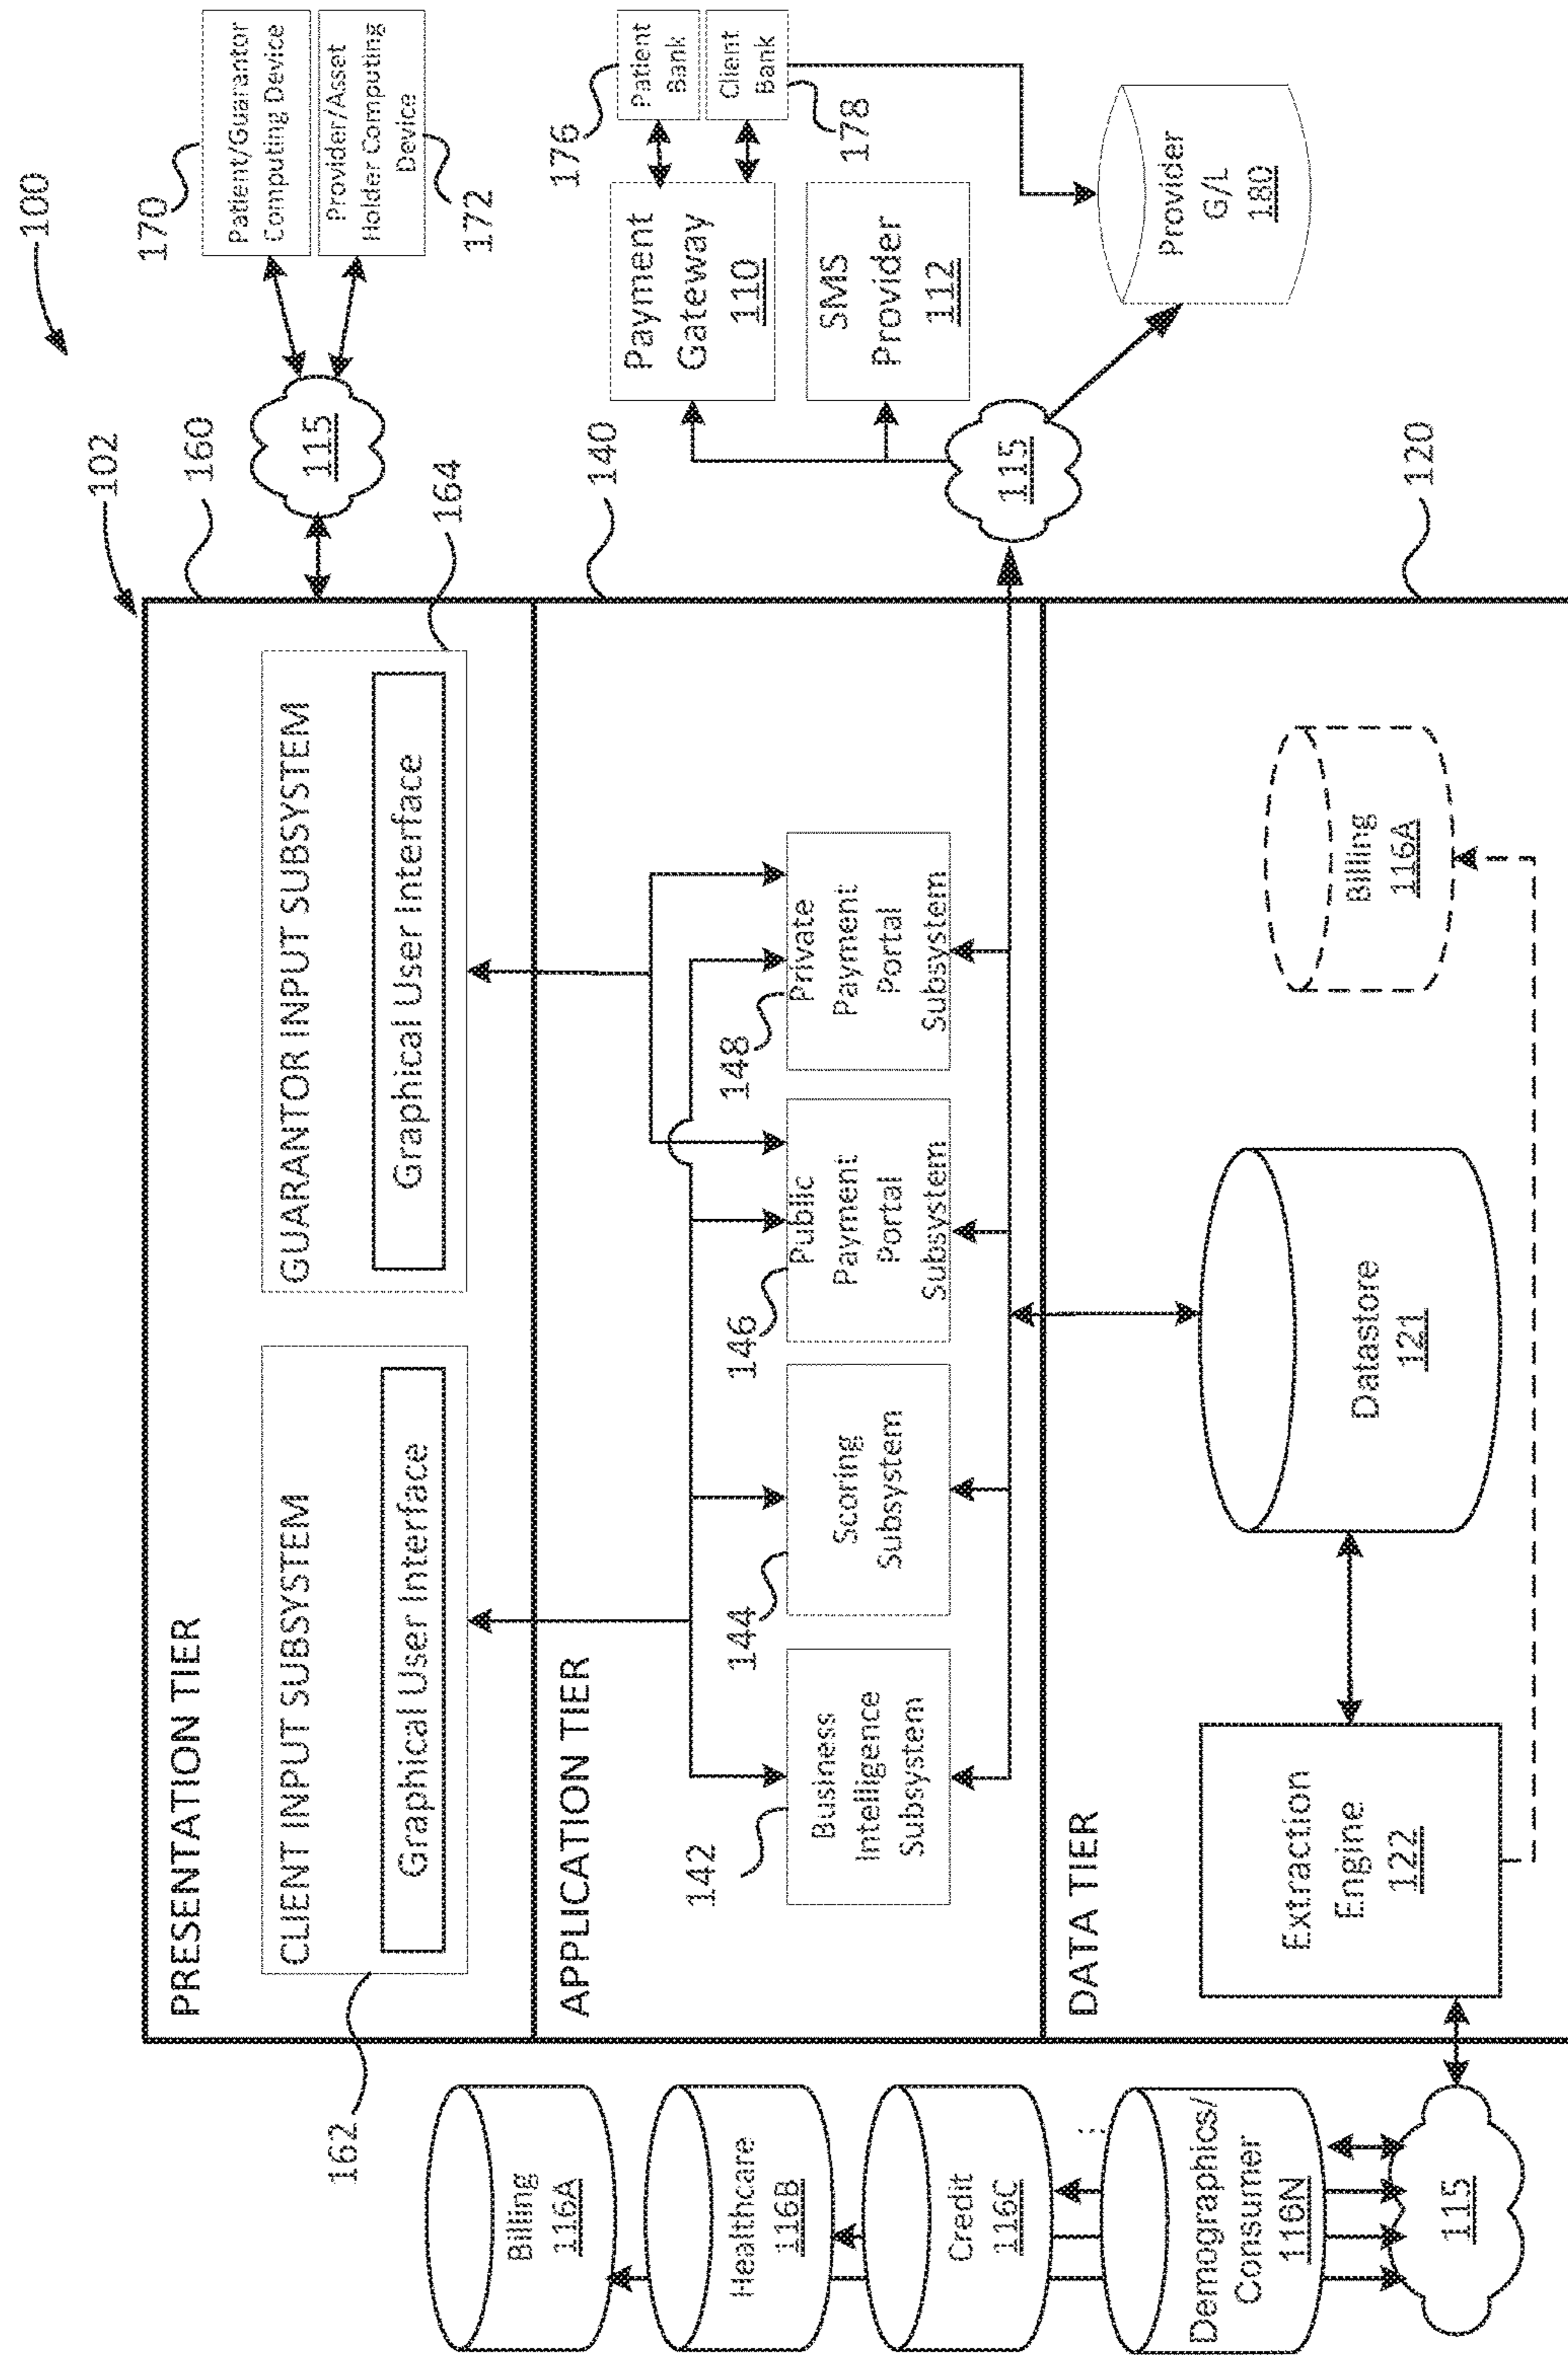 100
102
PRESENTATION TIER
160
CLIENT INPUT SUBSYSTEM
Graphical User Interface
162
GUARANTOR INPUT SUBSYSTEM
Graphical User Interface
164
115
170
Patient/Guarantor
Computing Device
Provider/Asset
Holder Computing
Device
172
APPLICATION TIER
140
142
Business
Intelligence
Subsystem
144
Scoring
Subsystem
146
Public
Payment
Portal
Subsystem
148
Private
Payment
Portal
Subsystem
Payment
Gateway
110
SMS
Provider
112
176
Patient
Bank
Client
Bank
178
115
Provider
G/L
180
DATA TIER
120
Extraction
Engine
122
Datastore
121
Billing
116A
Billing
116A
Healthcare
116B
Credit
116C
Demographics/
Consumer
116N
115